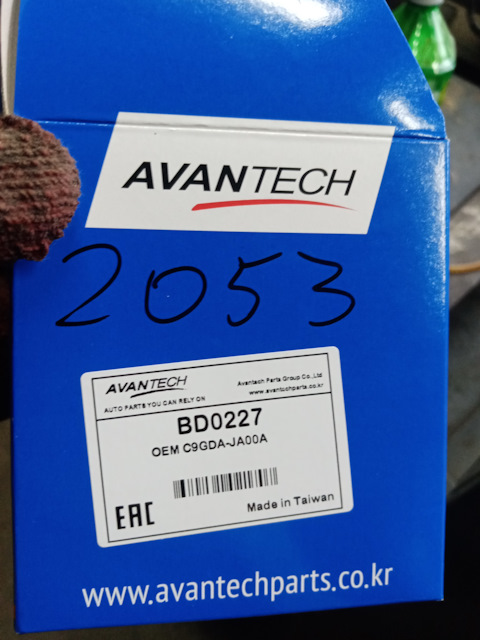 AVANTECH
2053
AVANTECH
AUTO PARTS YOU CAN RELY ON
Avantech Parts Group Co.,Ltd
www.avantechparts.co.kr
BD0227
OEM C9GDA-JA00A
EAC
Made in Taiwan
www.avantechparts.co.kr